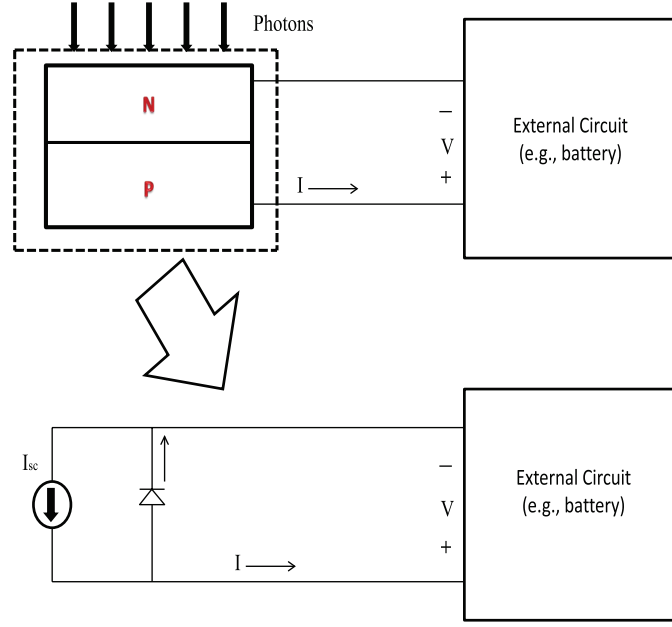 Photons
N
P
I
−
V
+
External Circuit
(e.g., battery)
Isc
I
−
V
+
External Circuit
(e.g., battery)